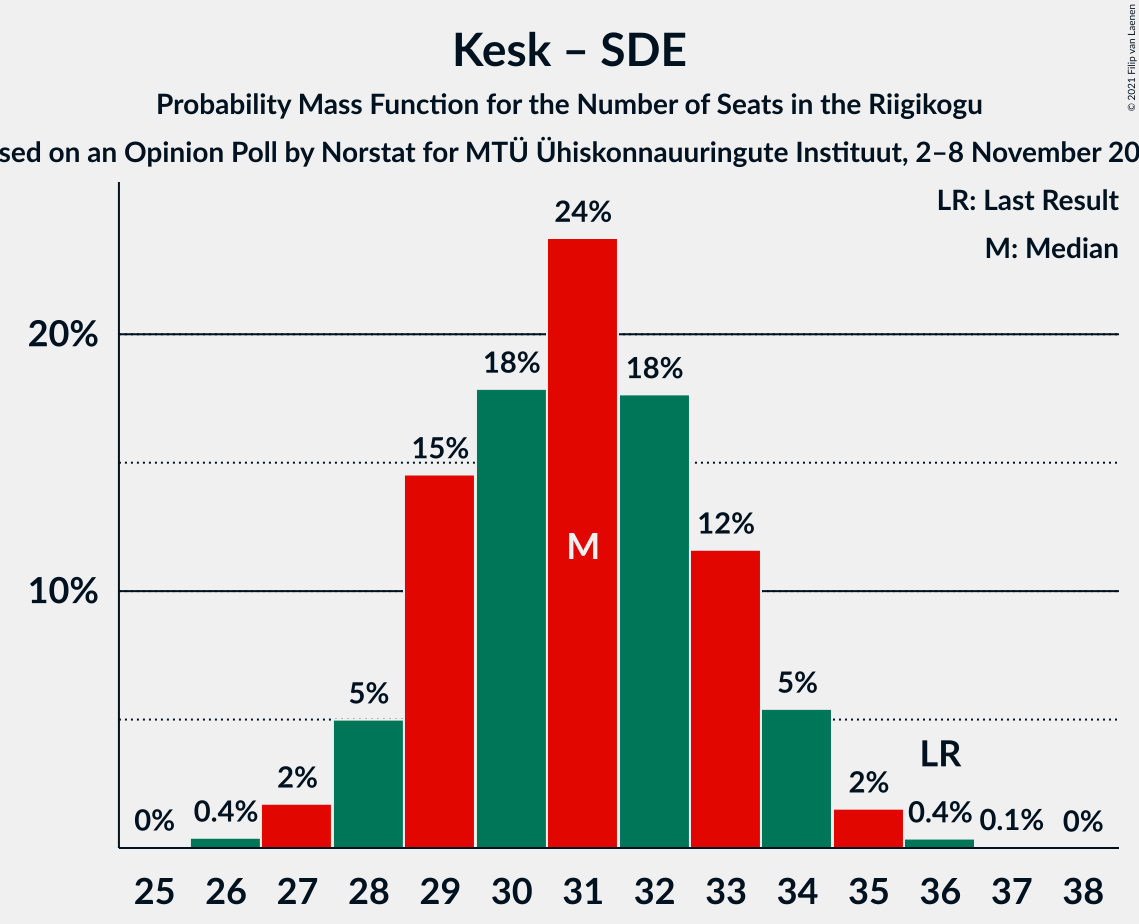 Kesk – SDE
Probability Mass Function for the Number of Seats in the Riigikogu
sed on an Opinion Poll by Norstat for MTÜ Ühiskonnauuringute Instituut, 2–8 November 20
© 2021 Filip van Laenen
LR: Last Result
M: Median
20%
10%
0%
0.4%
2%
5%
15%
18%
24%
M
18%
12%
5%
2%
LR
0.4%
0.1%
0%
25 26 27 28 29 30 31 32 33 34 35 36 37 38